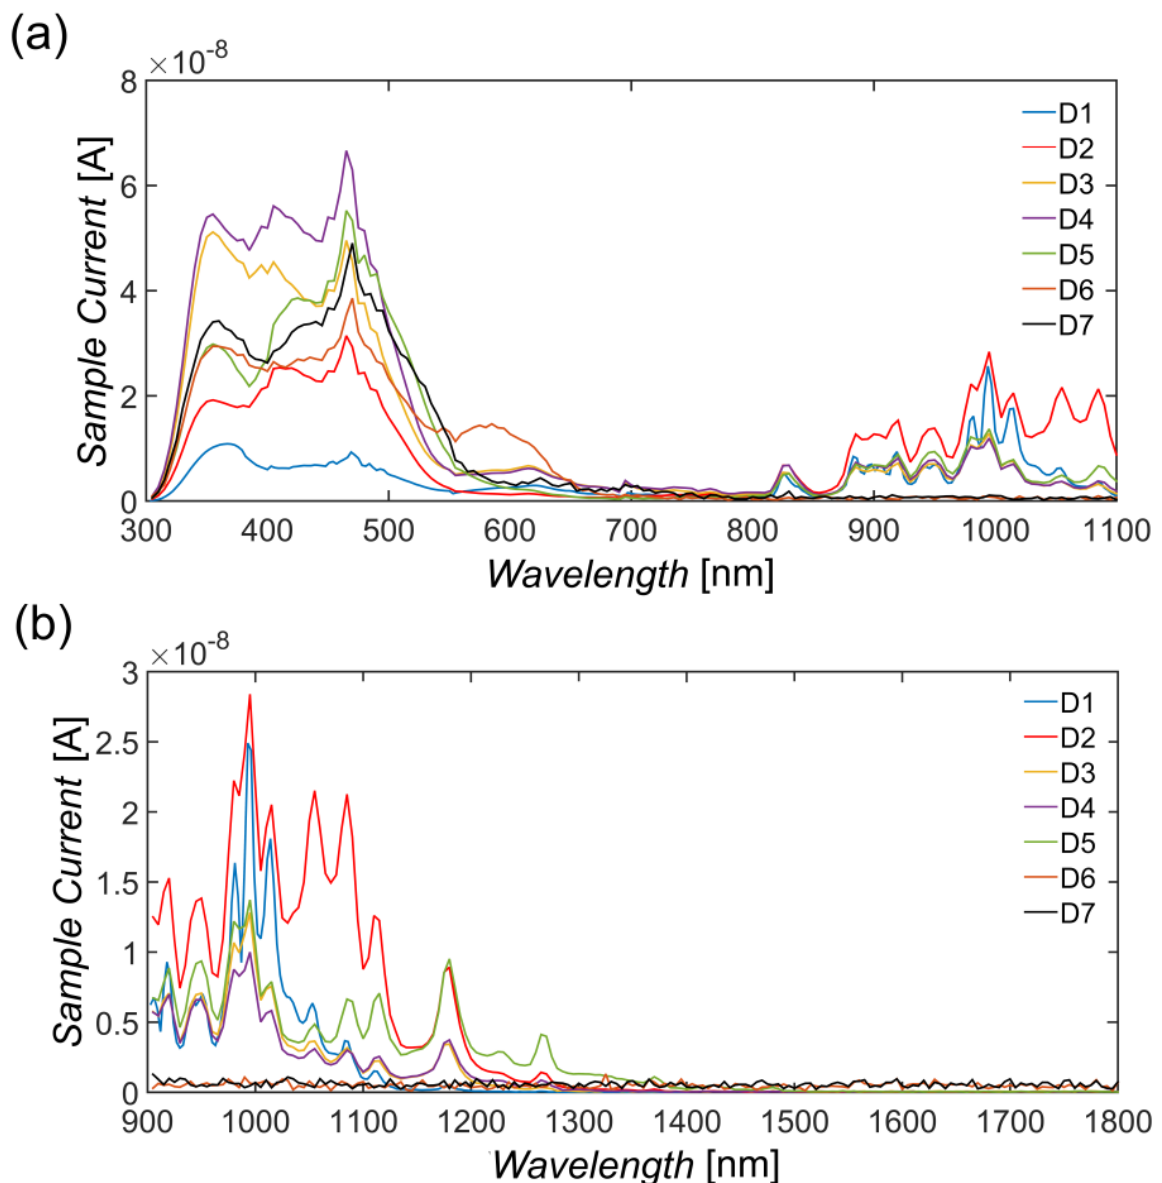 (a)
×10-8
8
6
4
2
0
Sample Current [A]
D1
D2
D3
D4
D5
D6
D7
300 400 500 600 700 800 900 1000 1100
Wavelength [nm]
(b)
×10-8
3
2.5
2
1.5
1
0.5
0
Sample Current [A]
D1
D2
D3
D4
D5
D6
D7
900 1000 1100 1200 1300 1400 1500 1600 1700 1800
Wavelength [nm]